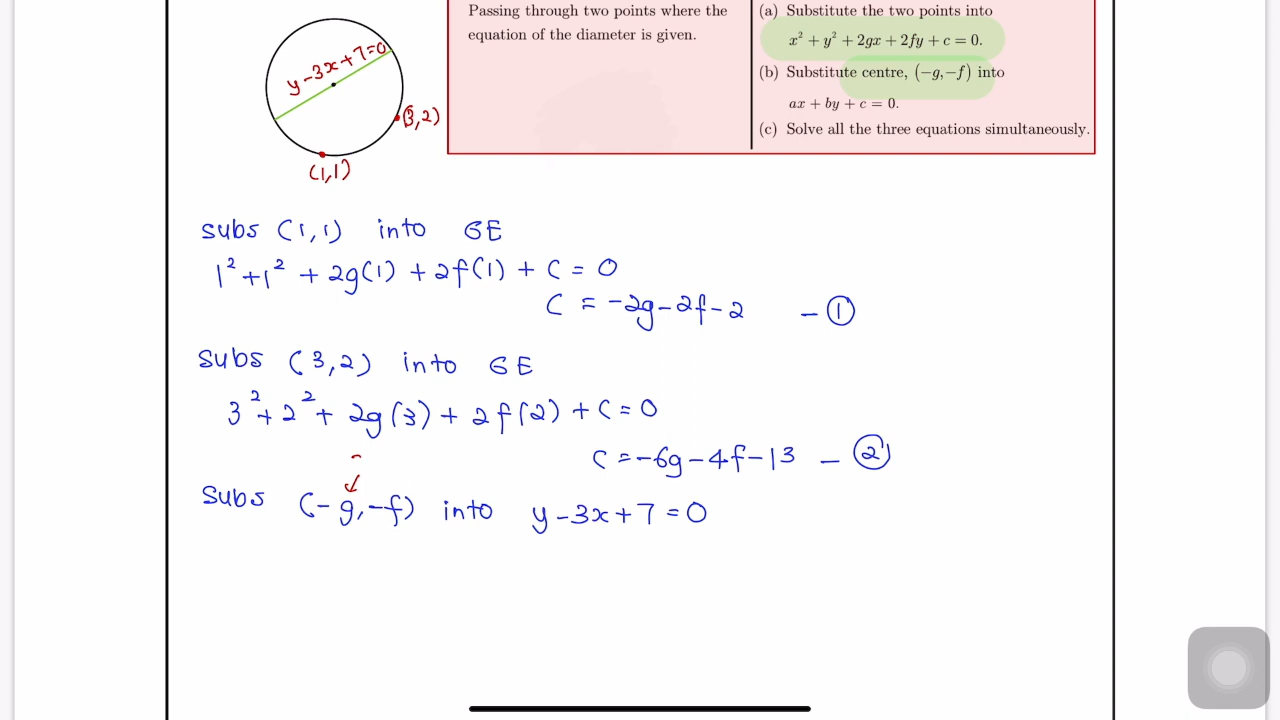 y-3x+7=0
(3,2)
(1,1)
Passing through two points where the
equation of the diameter is given.
(a) Substitute the two points into
x² + y² + 2gx + 2fy + c = 0.
(b) Substitute centre, (−g,−f) into
ax + by + c = 0.
(c) Solve all the three equations simultaneously.
subs (1,1) into GE
1² + 1² + 2g(1) + 2f(1) + c = 0
c = -2g - 2f - 2 - ①
subs (3,2) into GE
3² + 2² + 2g(3) + 2f(2) + c = 0
c = -6g - 4f - 13 - ②
subs (-g,-f) into y - 3x + 7 = 0